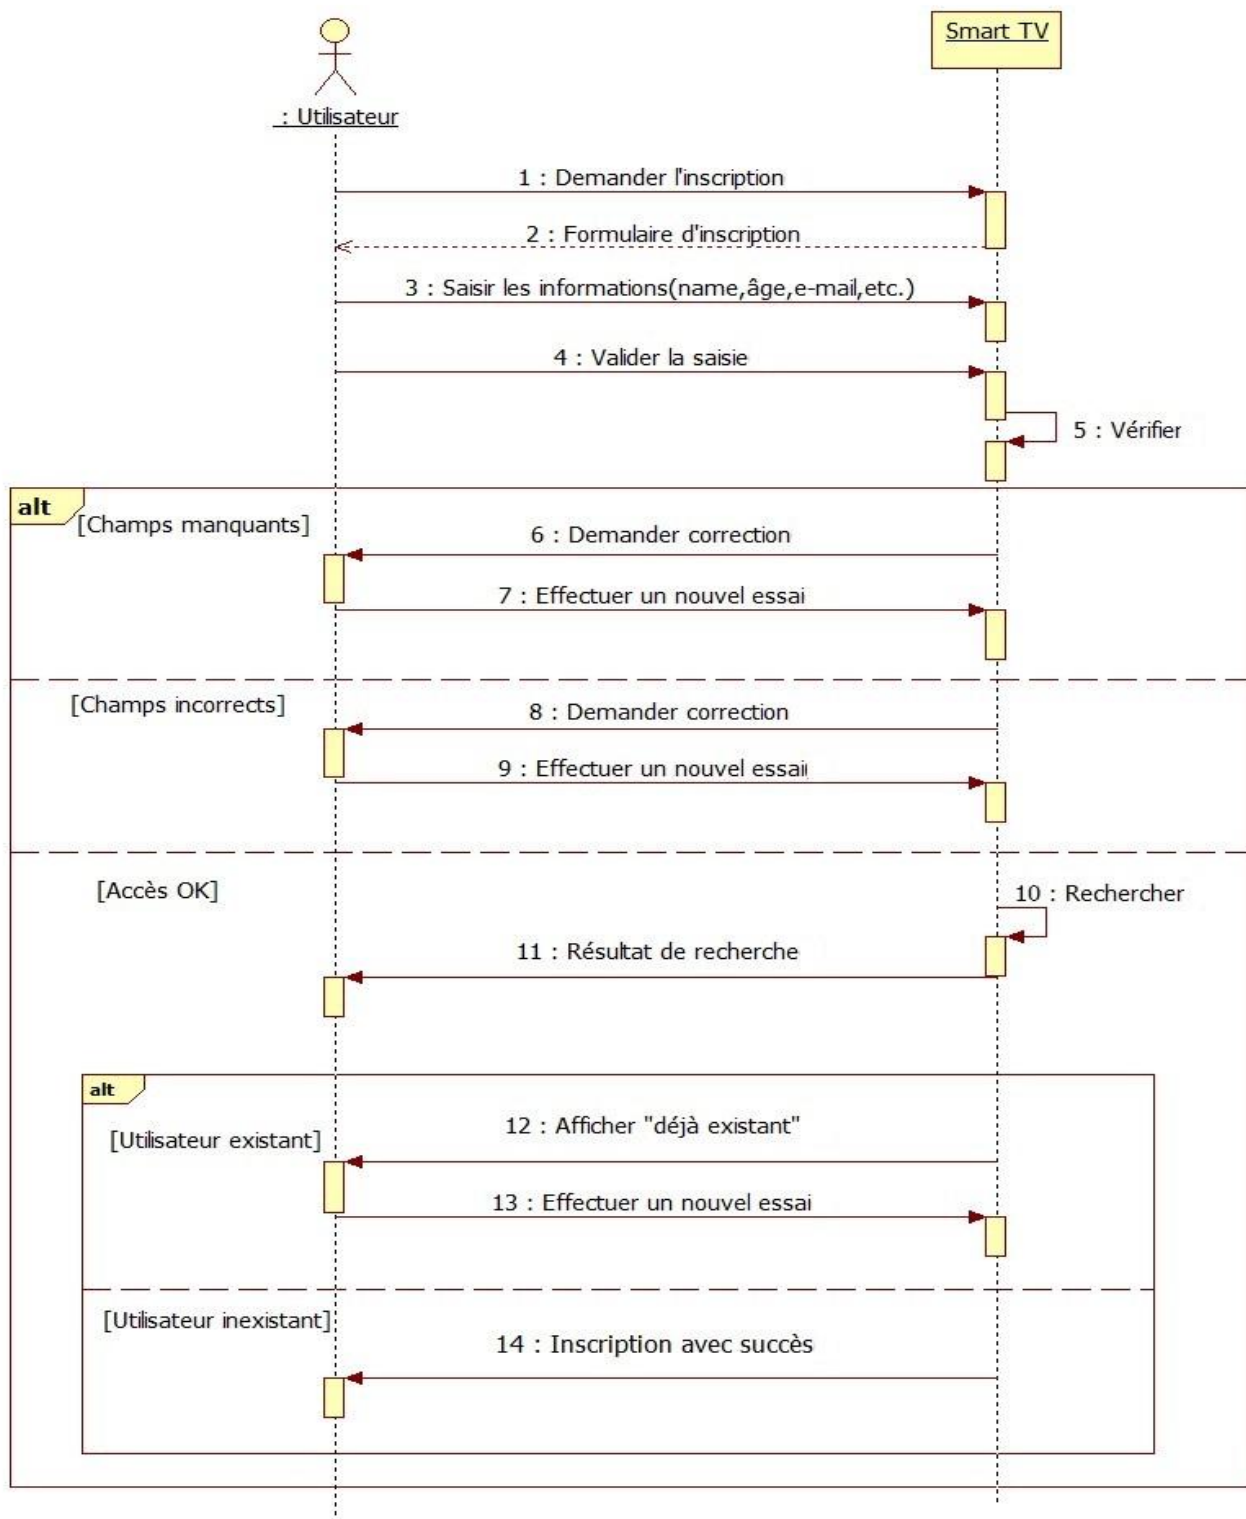 Smart TV
: Utilisateur
1 : Demander l'inscription
2 : Formulaire d'inscription
3 : Saisir les informations(name,âge,e-mail,etc.)
4 : Valider la saisie
5 : Vérifier
alt
[Champs manquants]
6 : Demander correction
7 : Effectuer un nouvel essai
[Champs incorrects]
8 : Demander correction
9 : Effectuer un nouvel essai
[Accès OK]
10 : Rechercher
11 : Résultat de recherche
alt
12 : Afficher "déjà existant"
[Utilisateur existant]
13 : Effectuer un nouvel essai
[Utilisateur inexistant]
14 : Inscription avec succès